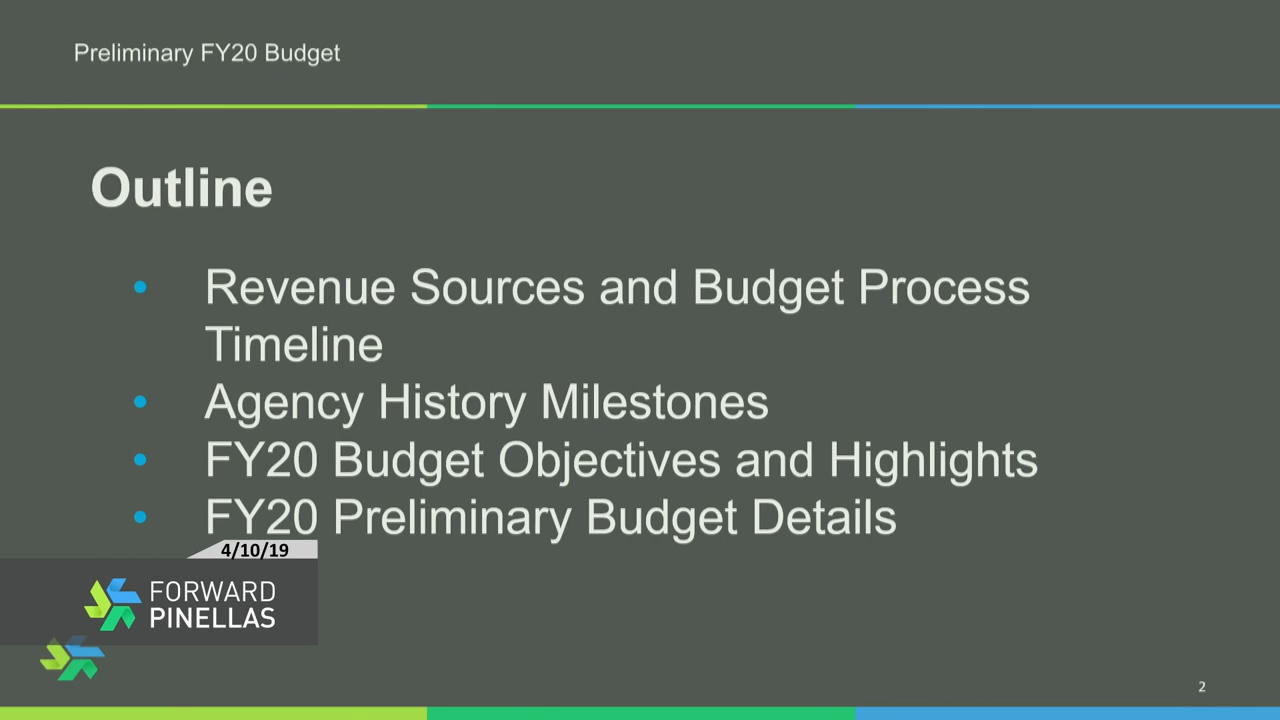 Preliminary FY20 Budget
Outline
• Revenue Sources and Budget Process
Timeline
• Agency History Milestones
• FY20 Budget Objectives and Highlights
• FY20 Preliminary Budget Details
4/10/19
FORWARD
PINELLAS
2